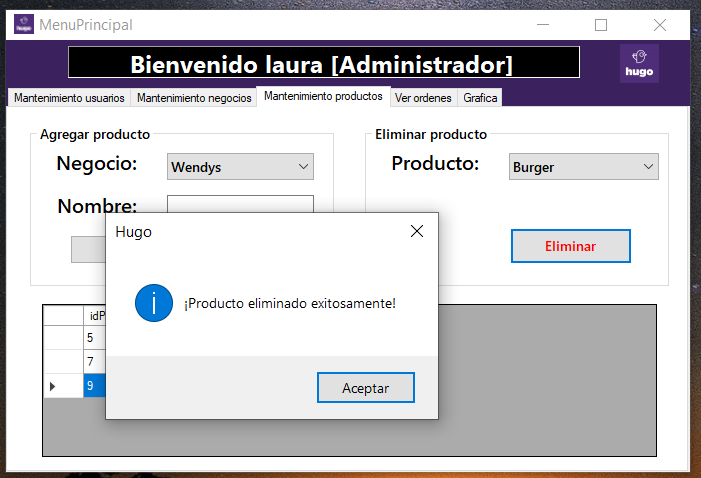 MenuPrincipal
Bienvenido laura [Administrador]
hugo
Mantenimiento usuarios
Mantenimiento negocios
Mantenimiento productos
Ver ordenes
Grafica
Agregar producto
Negocio:
Wendys
Nombre:
Eliminar producto
Producto:
Burger
Eliminar
Hugo
¡Producto eliminado exitosamente!
Aceptar
idP
5
7
9